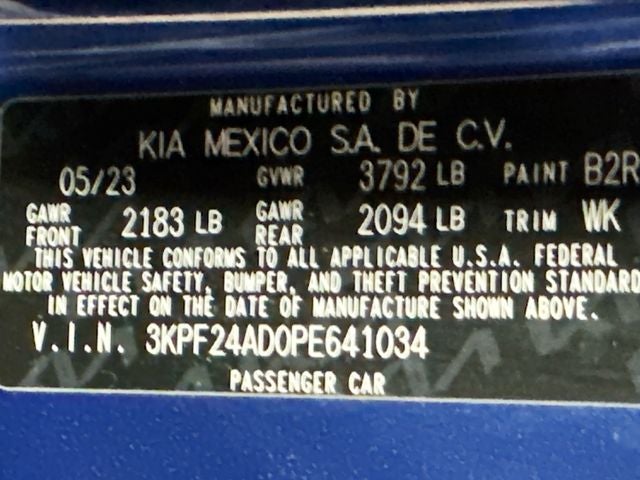 MANUFACTURED BY
KIA MEXICO S.A. DE C.V.
05/23 GVWR 3792 LB PAINT B2R
GAWR FRONT 2183 LB GAWR REAR 2094 LB TRIM WK
THIS VEHICLE CONFORMS TO ALL APPLICABLE U.S.A. FEDERAL
MOTOR VEHICLE SAFETY, BUMPER, AND THEFT PREVENTION STANDARD
IN EFFECT ON THE DATE OF MANUFACTURE SHOWN ABOVE.
V.I.N. 3KPF24AD0PE641034
PASSENGER CAR